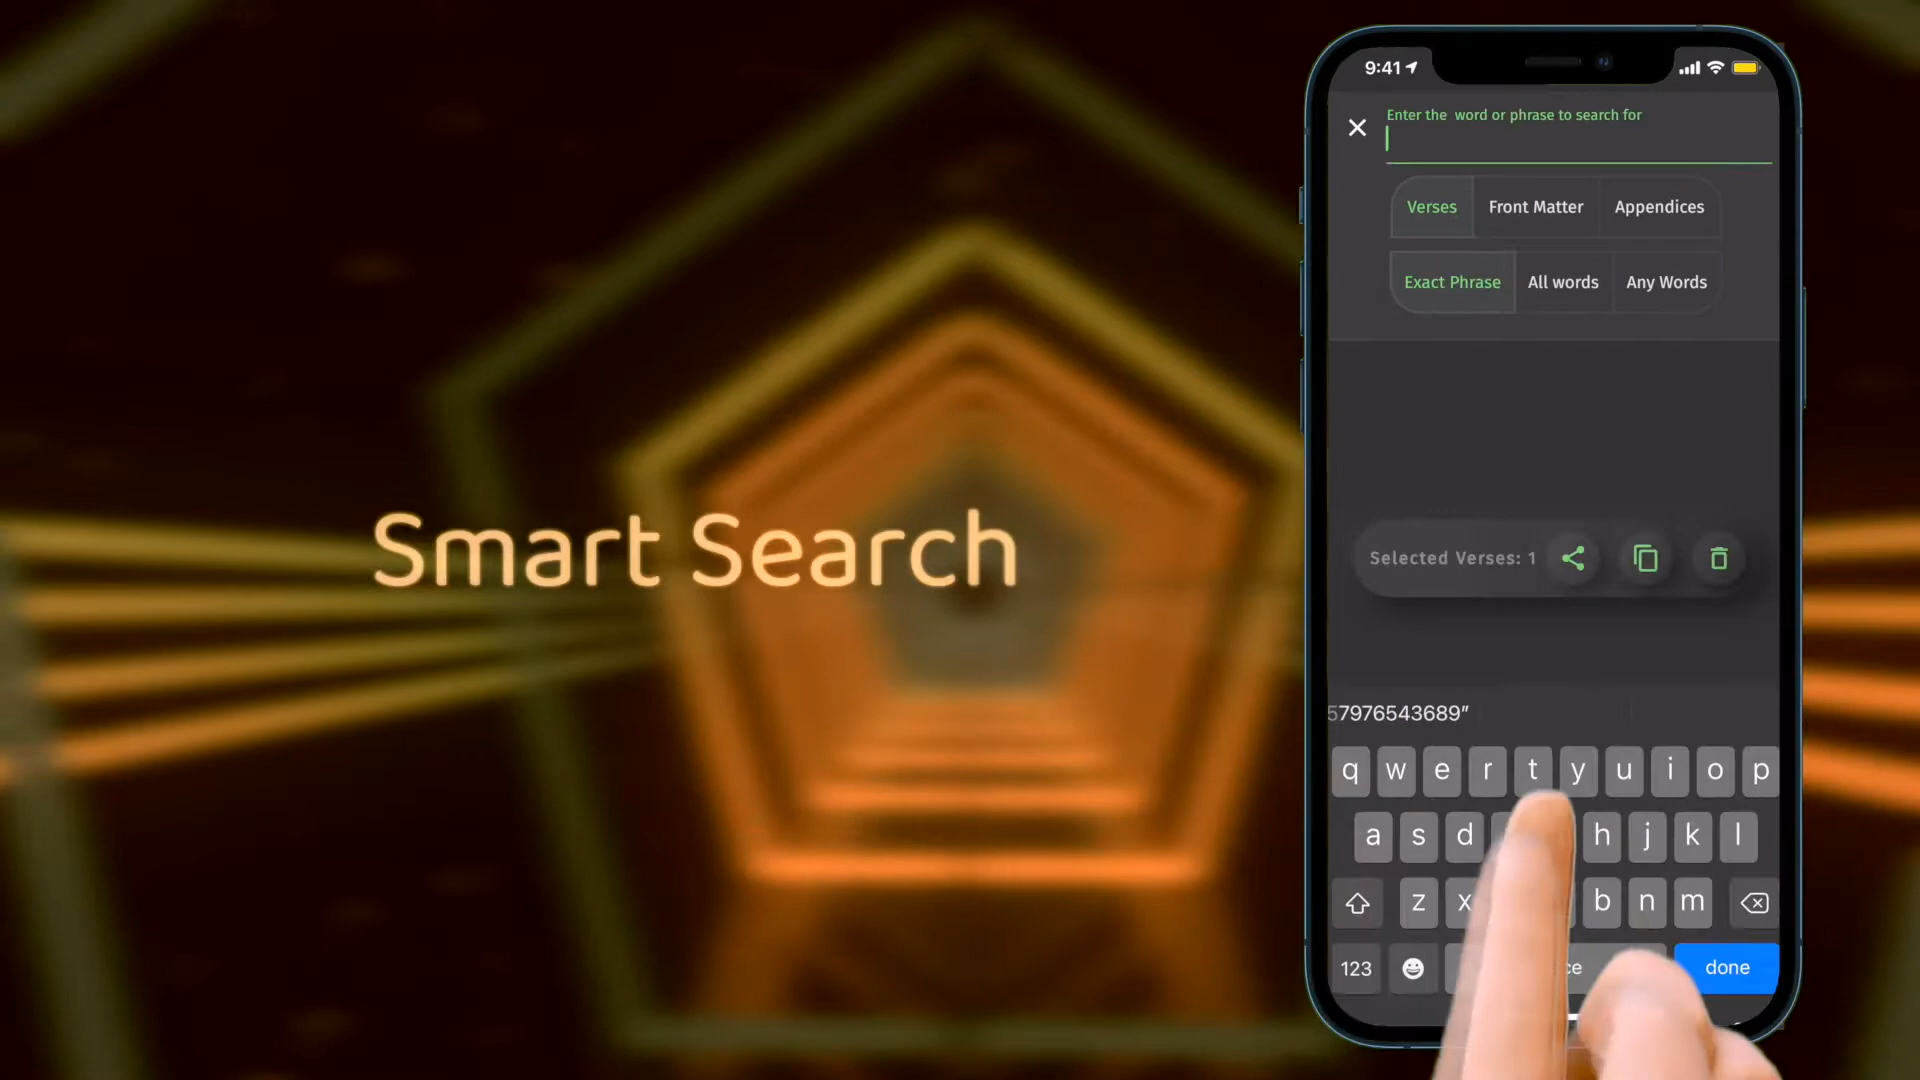 Smart Search
9:41
Enter the  word or phrase to search for
Verses Front Matter Appendices
Exact Phrase All words Any Words
Selected Verses: 1
57976543689"
q w e r t y u i o p
a s d h j k l
z x b n m
123 ce done